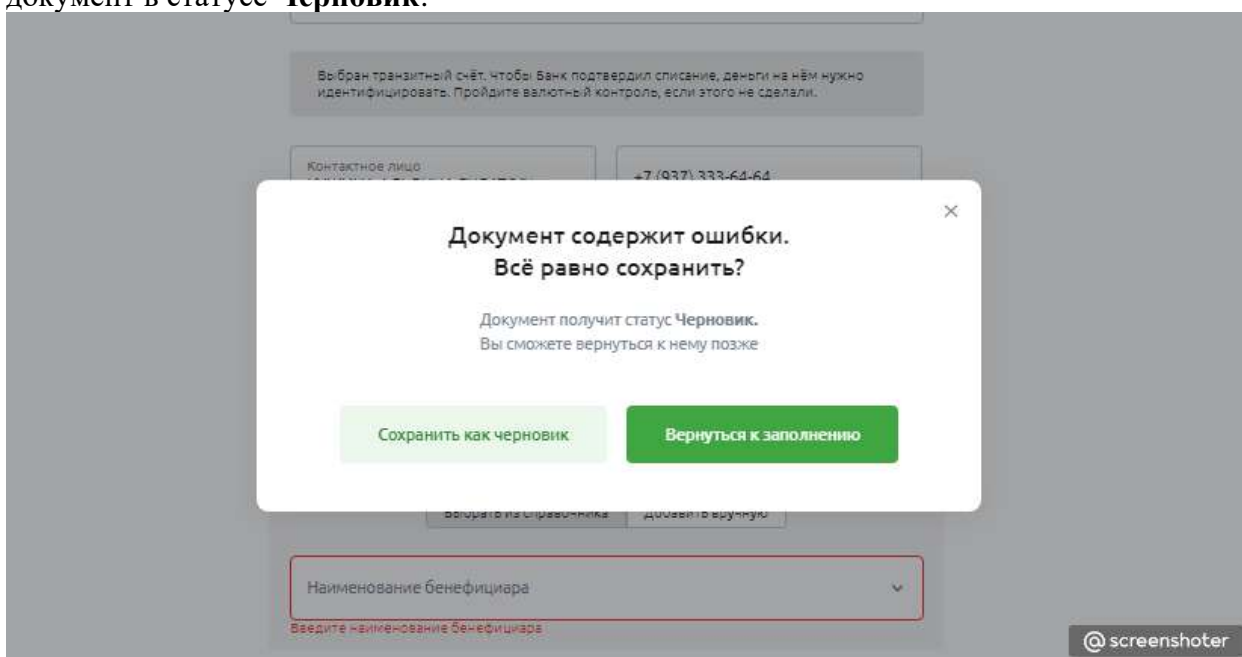 документ в статусе Черновик.
Выбран транзитный счёт. Чтобы Банк подтвердил списание, деньги на нём нужно
идентифицировать. Пройдите валютный контроль, если этого не сделали.
Контактное лицо
+7 (937) 333-64-64
Документ содержит ошибки.
Всё равно сохранить?
Документ получит статус Черновик.
Вы сможете вернуться к нему позже
Сохранить как черновик
Вернуться к заполнению
Выбрать из справочника
Добавить вручную
Наименование бенефициара
Введите наименование бенефициара
@screenshoter